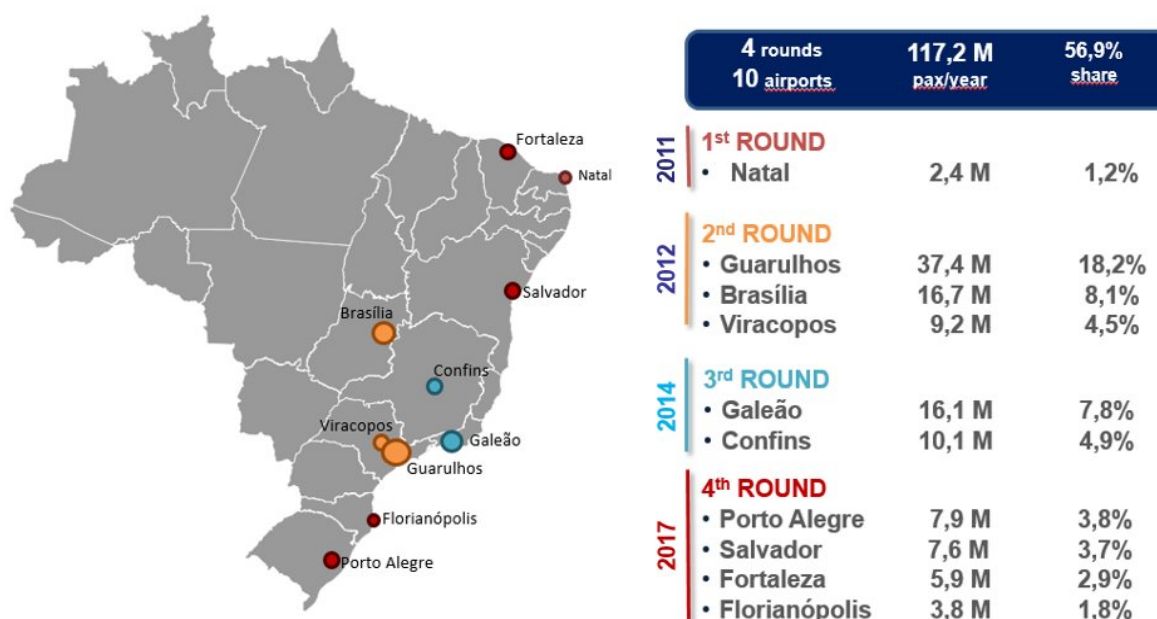 Fortaleza
Natal
Salvador
Brasília
Confins
Viracopos
Galeão
Guarulhos
Florianópolis
Porto Alegre
4 rounds 117,2 M 56,9%
10 airports pax/year share
2011
1st ROUND
• Natal 2,4 M 1,2%
2012
2nd ROUND
• Guarulhos 37,4 M 18,2%
• Brasília 16,7 M 8,1%
• Viracopos 9,2 M 4,5%
2014
3rd ROUND
• Galeão 16,1 M 7,8%
• Confins 10,1 M 4,9%
2017
4th ROUND
• Porto Alegre 7,9 M 3,8%
• Salvador 7,6 M 3,7%
• Fortaleza 5,9 M 2,9%
• Florianópolis 3,8 M 1,8%